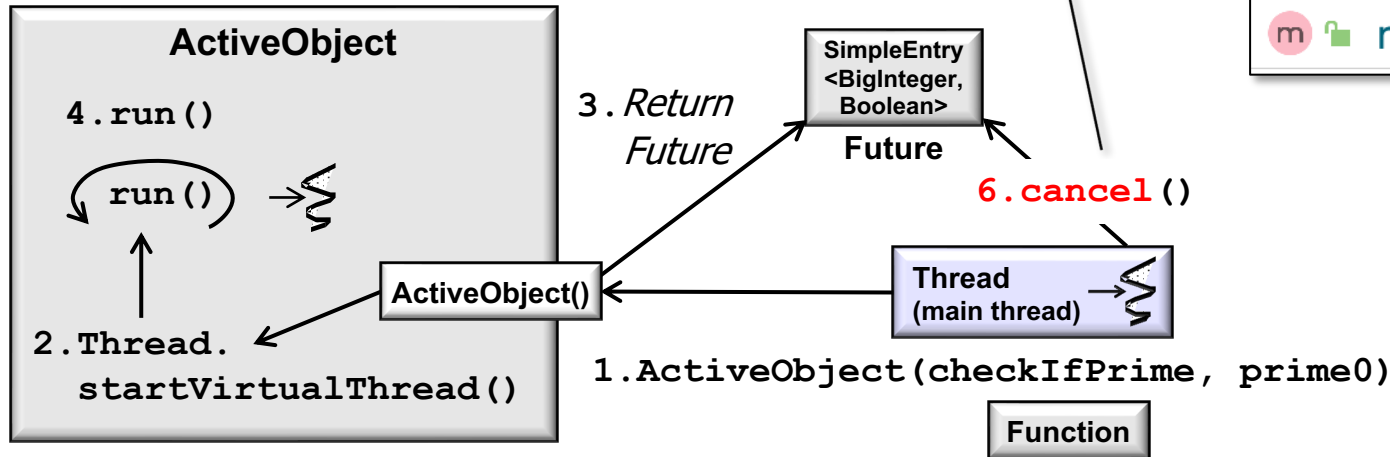 ActiveObject
4.run()
run()
2.Thread.
startVirtualThread()
ActiveObject()
3.Return
Future
SimpleEntry
<BigInteger,
Boolean>
Future
6.cancel()
Thread
(main thread)
1.ActiveObject(checkIfPrime, prime0)
Function
m